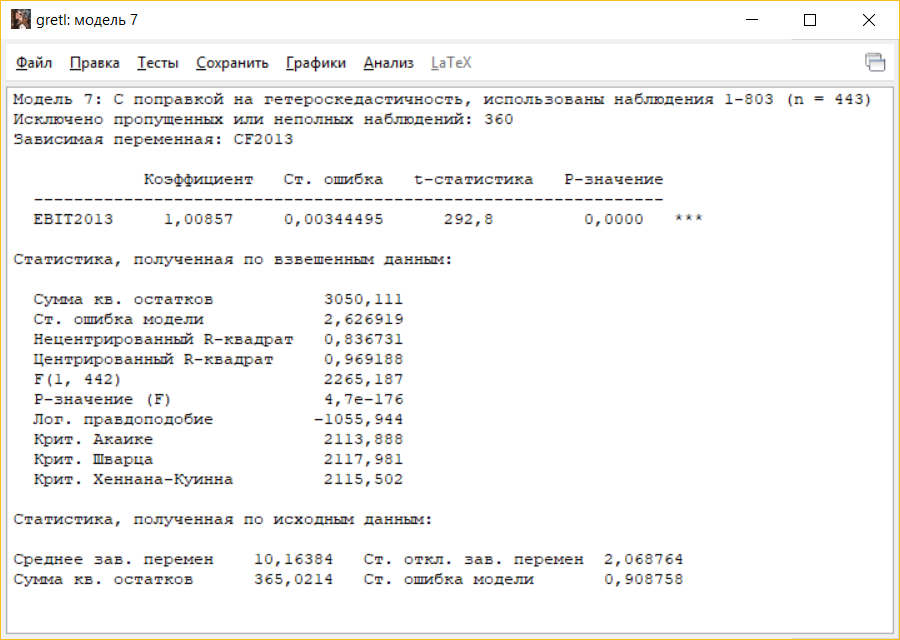 gretl: модель 7
Файл Правка Тесты Сохранить Графики Анализ LaTeX
Модель 7: С поправкой на гетероскедастичность, использованы наблюдения 1-803 (n = 443)
Исключено пропущенных или неполных наблюдений: 360
Зависимая переменная: CF2013
Коэффициент Ст. ошибка t-статистика P-значение
---------------------------------------------------------------
EBIT2013 1,00857 0,00344495 292,8 0,0000 ***
Статистика, полученная по взвешенным данным:
Сумма кв. остатков 3050,111
Ст. ошибка модели 2,626919
Нецентрированный R-квадрат 0,836731
Центрированный R-квадрат 0,969188
F(1, 442) 2265,187
P-значение (F) 4,7e-176
Лог. правдоподобие -1055,944
Крит. Акаике 2113,888
Крит. Шварца 2117,981
Крит. Хеннана-Куинна 2115,502
Статистика, полученная по исходным данным:
Среднее зав. перемен 10,16384 Ст. откл. зав. перемен 2,068764
Сумма кв. остатков 365,0214 Ст. ошибка модели 0,908758